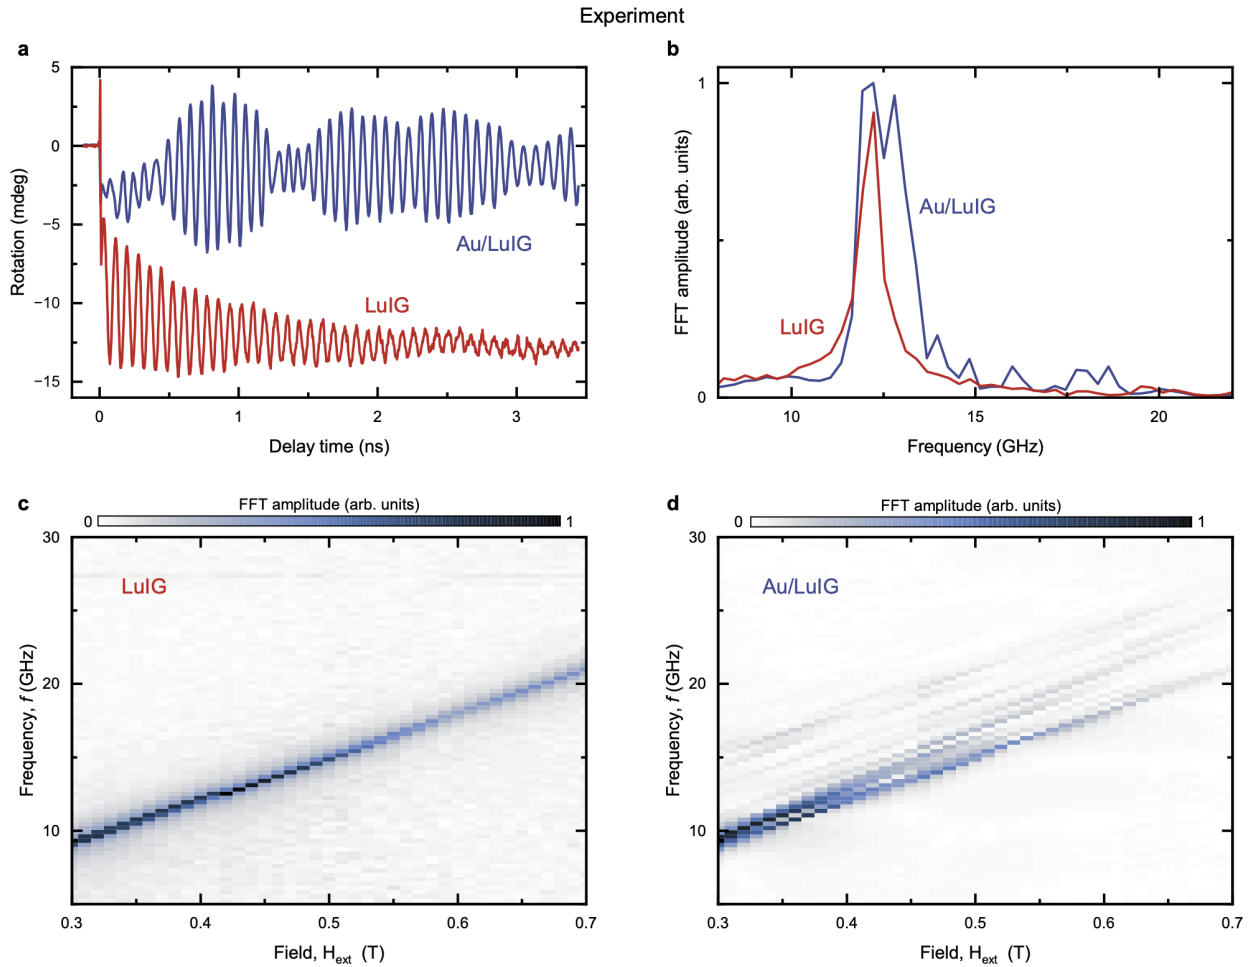 Experiment
a
5
0
−5
−10
−15
Rotation (mdeg)
Au/LuIG
LuIG
0
1
2
3
Delay time (ns)
b
1
0
FFT amplitude (arb. units)
Au/LuIG
LuIG
10
15
20
Frequency (GHz)
c
FFT amplitude (arb. units)
0
1
30
20
10
Frequency, f (GHz)
LuIG
0.3
0.4
0.5
0.6
0.7
Field, Hext (T)
d
FFT amplitude (arb. units)
0
1
30
20
10
Frequency, f (GHz)
Au/LuIG
0.3
0.4
0.5
0.6
0.7
Field, Hext (T)